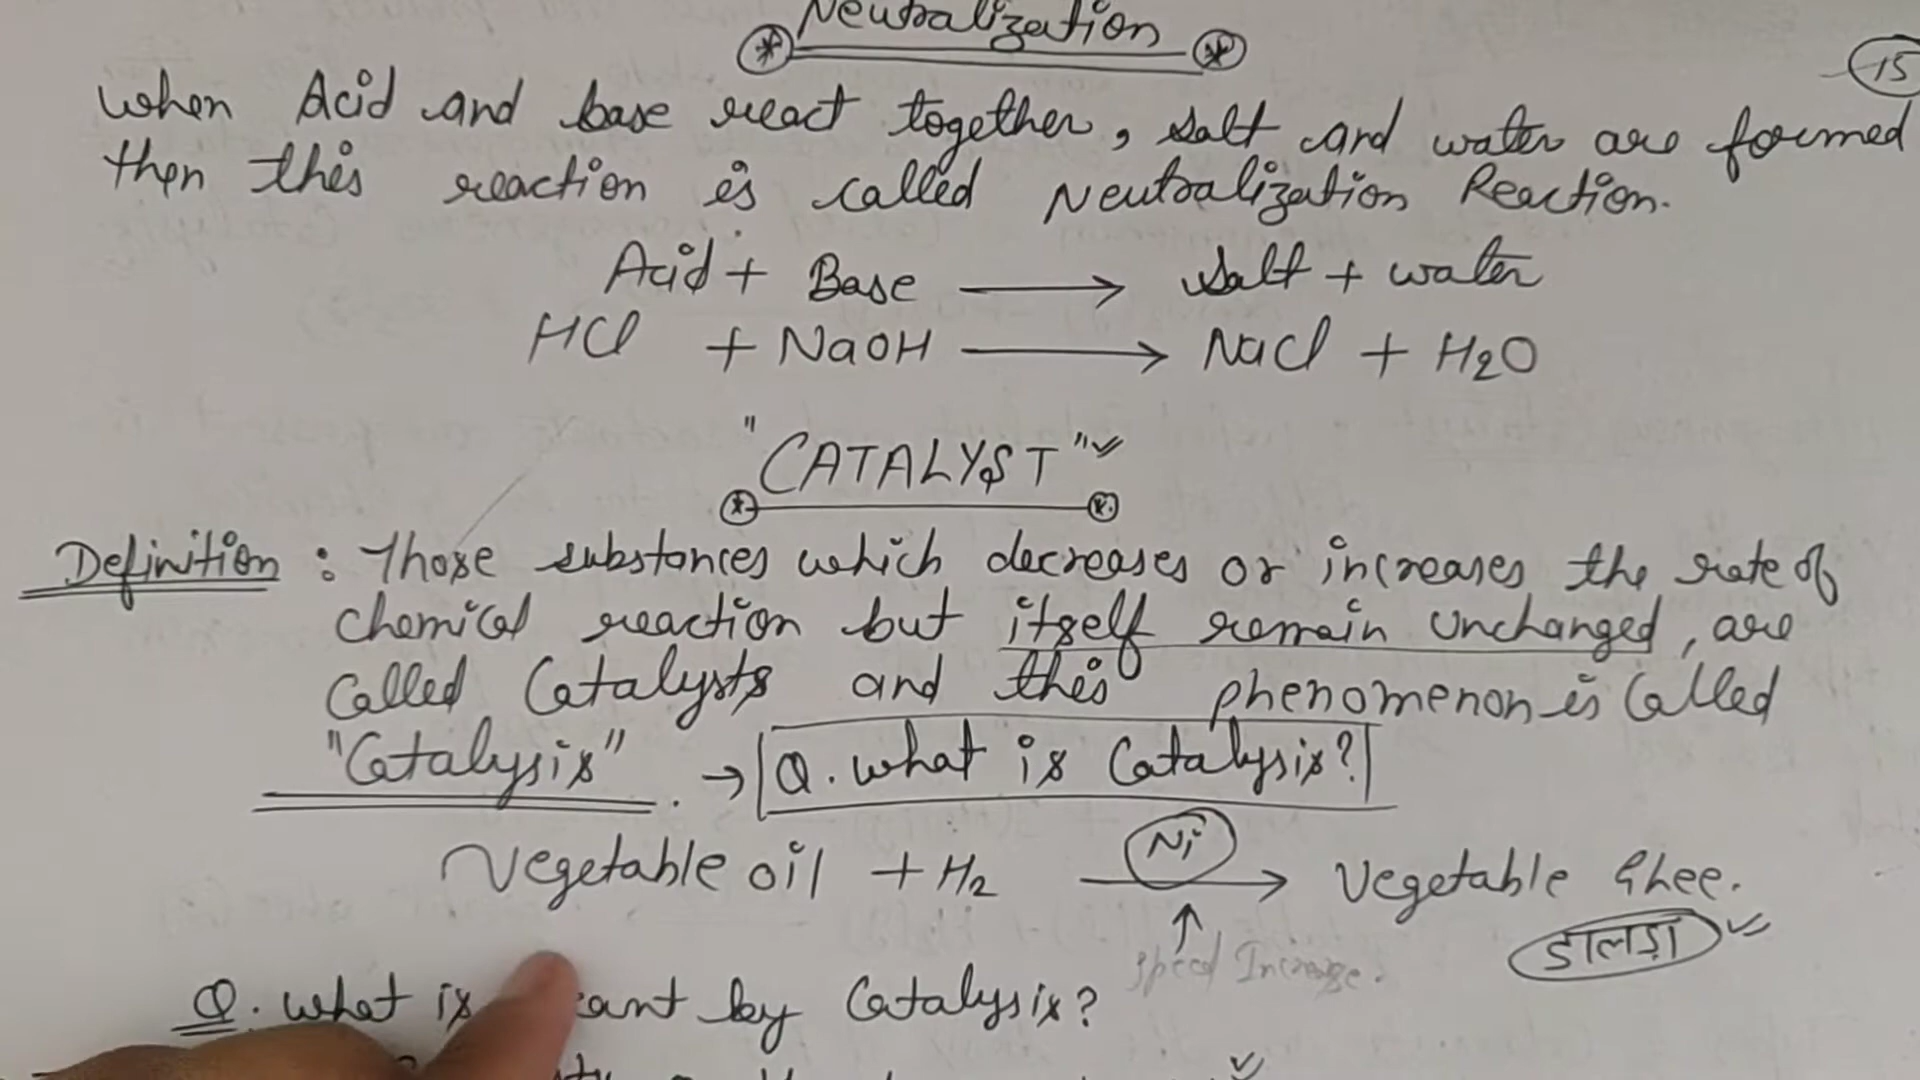 Neutralization
15
when Acid and base react together, salt and water are formed
then this reaction is called Neutralization Reaction.
Acid + Base → salt + water
HCl + NaOH → NaCl + H2O
"CATALYST"
Definition : Those substances which decreases or increases the rate of
chemical reaction but itself remain unchanged, are
called Catalysts and this phenomenon is called
"Catalysis". → Q. what is Catalysis?
Ni
Vegetable oil + H2 → Vegetable Ghee.
speed Increase.
डालडा
Q. what is by Catalysis?